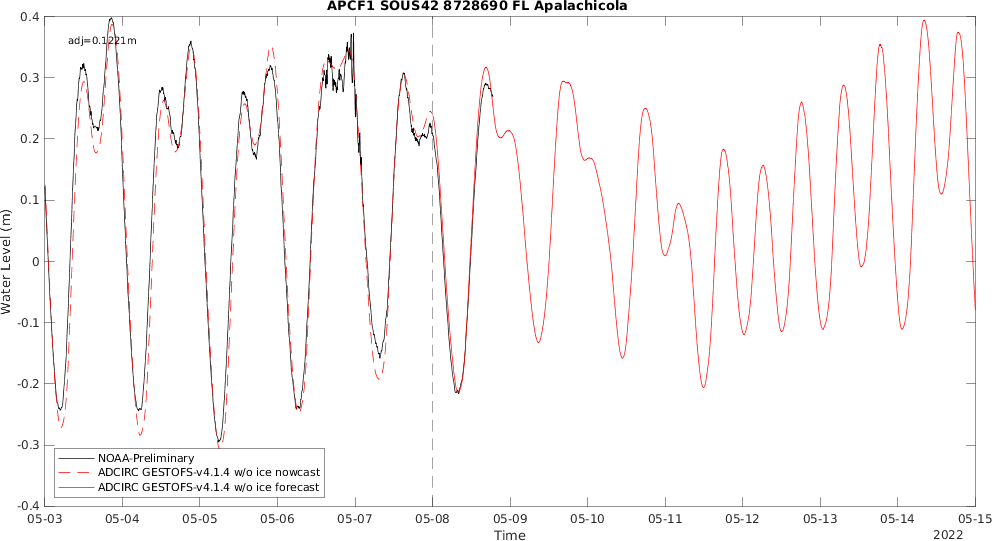 APCF1 SOUS42 8728690 FL Apalachicola
adj=0.1221m
0.4
0.3
0.2
0.1
0
-0.1
-0.2
-0.3
-0.4
Water Level (m)
NOAA-Preliminary
ADCIRC GESTOFS-v4.1.4 w/o ice nowcast
ADCIRC GESTOFS-v4.1.4 w/o ice forecast
05-03 05-04 05-05 05-06 05-07 05-08 05-09 05-10 05-11 05-12 05-13 05-14 05-15
Time
2022